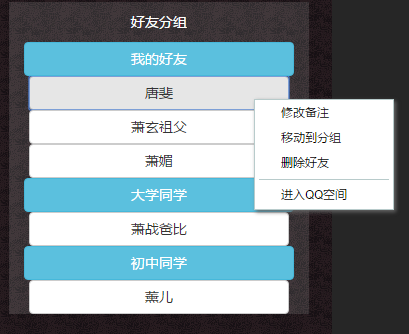 好友分组
我的好友
唐斐
萧玄祖父
萧媚
大学同学
萧战爸比
初中同学
薰儿
修改备注
移动到分组
删除好友
进入QQ空间